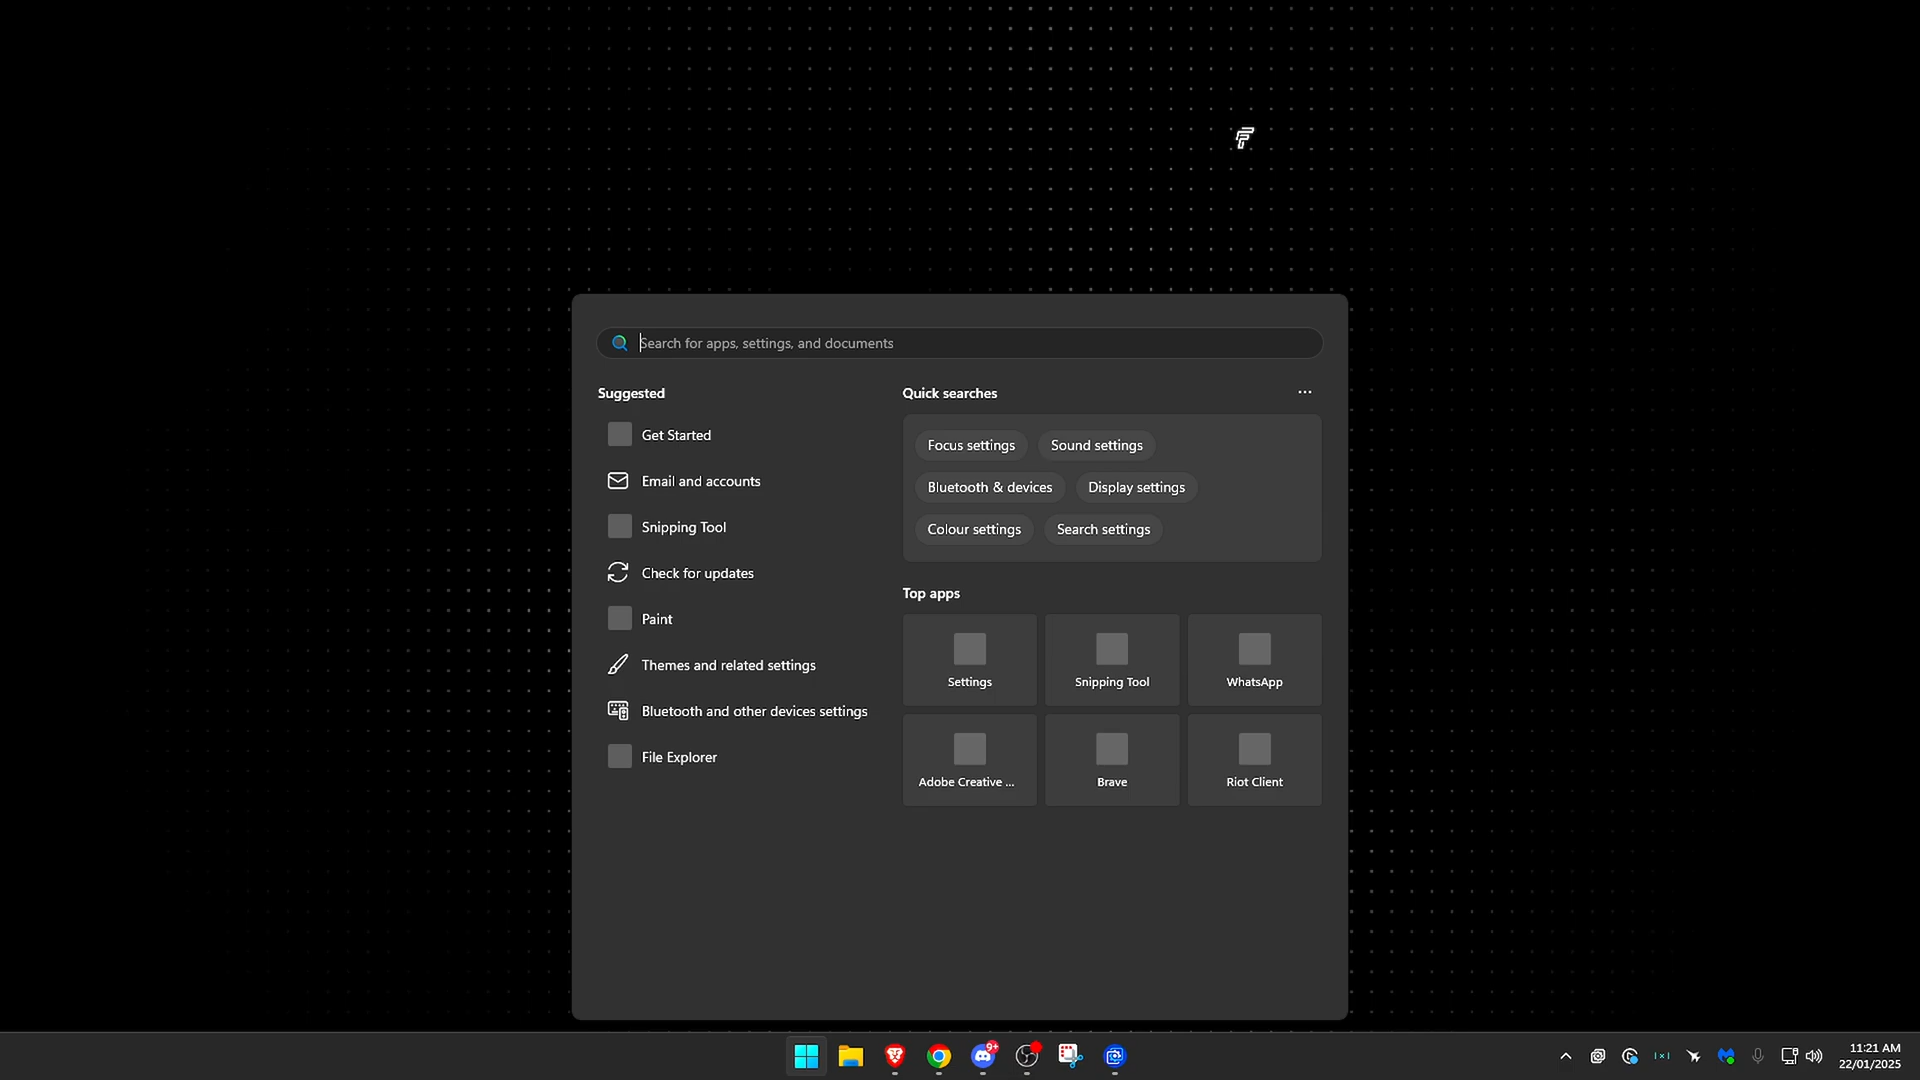 Search for apps, settings, and documents
Suggested
Get Started
Email and accounts
Snipping Tool
Check for updates
Paint
Themes and related settings
Bluetooth and other devices settings
File Explorer
Quick searches
Focus settings
Sound settings
Bluetooth & devices
Display settings
Colour settings
Search settings
Top apps
Settings
Snipping Tool
WhatsApp
Adobe Creative ...
Brave
Riot Client
9+
11:21 AM
22/01/2025